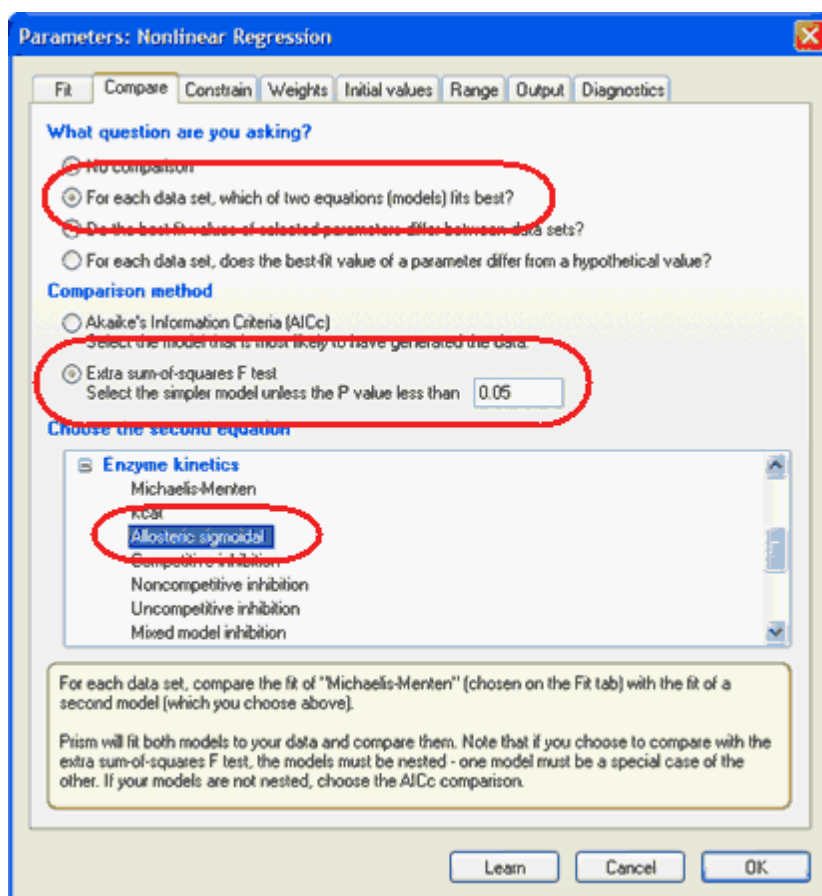 Parameters: Nonlinear Regression
Fit Compare Constrain Weights Initial values Range Output Diagnostics
What question are you asking?
No comparison
For each data set, which of two equations (models) fits best?
Do the best-fit values of selected parameters differ between data sets?
For each data set, does the best-fit value of a parameter differ from a hypothetical value?
Comparison method
Akaike's Information Criteria (AICc)
Select the model that is most likely to have generated the data.
Extra sum-of-squares F test
Select the simpler model unless the P value less than 0.05
Choose the second equation
Enzyme kinetics
Michaelis-Menten
Kcat
Allosteric sigmoidal
Competitive inhibition
Noncompetitive inhibition
Uncompetitive inhibition
Mixed model inhibition
For each data set, compare the fit of "Michaelis-Menten" (chosen on the Fit tab) with the fit of a
second model (which you choose above).
Prism will fit both models to your data and compare them. Note that if you choose to compare with the
extra sum-of-squares F test, the models must be nested - one model must be a special case of the
other. If your models are not nested, choose the AICc comparison.
Learn Cancel OK